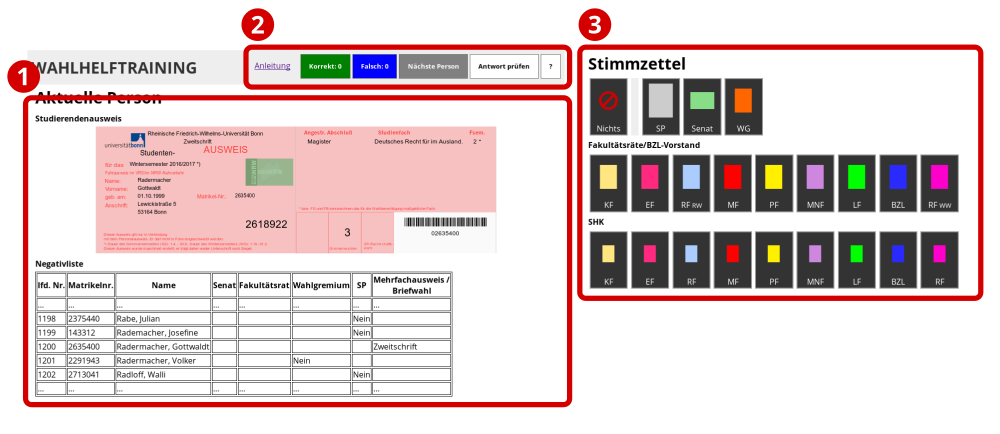 2
3
1
WAHLHELFTRAINING
Anleitung
Korrekt: 0
Falsch: 0
Nächste Person
Antwort prüfen
?
Aktuelle Person
Studierendenausweis
universitätbonn
Rheinische Friedrich-Wilhelms-Universität Bonn
Zweitschrift
Studenten-
AUSWEIS
für das Wintersemester 2016/2017 *)
Name: Radermacher
Vorname: Gottwald
geb. am: 01.10.1999
Matrikel-Nr: 2635400
Anschrift: Lewickistraße 5
53164 Bonn
2618922
Angestr. Abschluß Studienfach Fsem.
Magister Deutsches Recht für im Ausland. 2 *
3
02635400
Negativliste
lfd. Nr. Matrikelnr. Name Senat Fakultätsrat Wahlgremium SP Mehrfachausweis / Briefwahl
... ... ... ... ... ... ... ...
1198 2375440 Rabe, Julian Nein
1199 143312 Rademacher, Josefine Nein
1200 2635400 Radermacher, Gottwaldt Zweitschrift
1201 2291943 Radermacher, Volker Nein
1202 2713041 Radloff, Walli Nein
... ... ... ... ... ... ... ...
Stimmzettel
Nichts SP Senat WG
Fakultätsräte/BZL-Vorstand
KF EF RF RW MF PF MNF LF BZL RF WW
SHK
KF EF RF MF PF MNF LF BZL RF